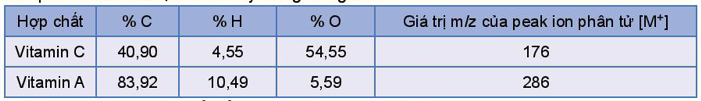 Hợp chất % C % H % O Giá trị m/z của peak ion phân tử [M⁺]
Vitamin C 40,90 4,55 54,55 176
Vitamin A 83,92 10,49 5,59 286